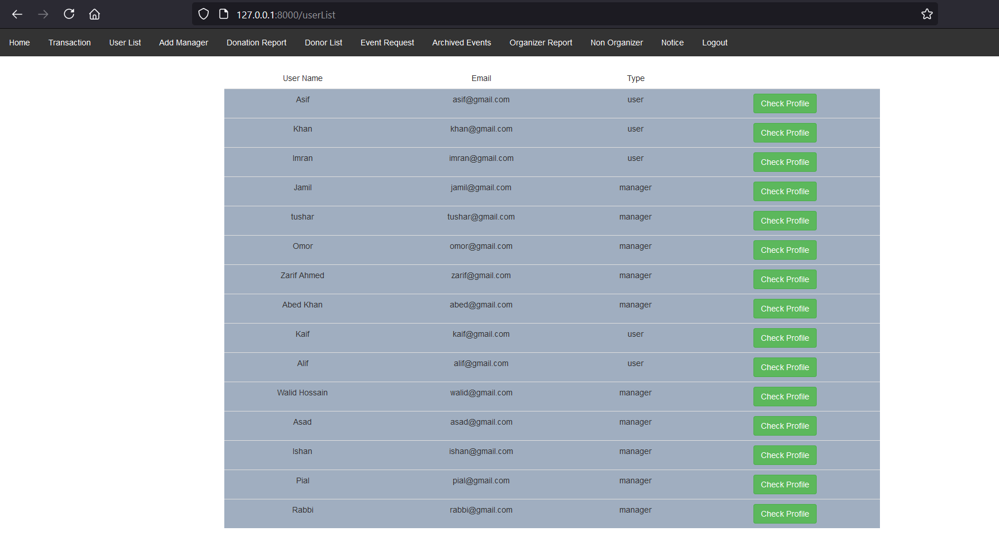 127.0.0.1:8000/userList
Home Transaction User List Add Manager Donation Report Donor List Event Request Archived Events Organizer Report Non Organizer Notice Logout
User Name Email Type
Asif asif@gmail.com user Check Profile
Khan khan@gmail.com user Check Profile
Imran imran@gmail.com user Check Profile
Jamil jamil@gmail.com manager Check Profile
tushar tushar@gmail.com manager Check Profile
Omor omor@gmail.com manager Check Profile
Zarif Ahmed zarif@gmail.com manager Check Profile
Abed Khan abed@gmail.com manager Check Profile
Kaif kaif@gmail.com user Check Profile
Alif alif@gmail.com user Check Profile
Walid Hossain walid@gmail.com manager Check Profile
Asad asad@gmail.com manager Check Profile
Ishan ishan@gmail.com manager Check Profile
Pial pial@gmail.com manager Check Profile
Rabbi rabbi@gmail.com manager Check Profile